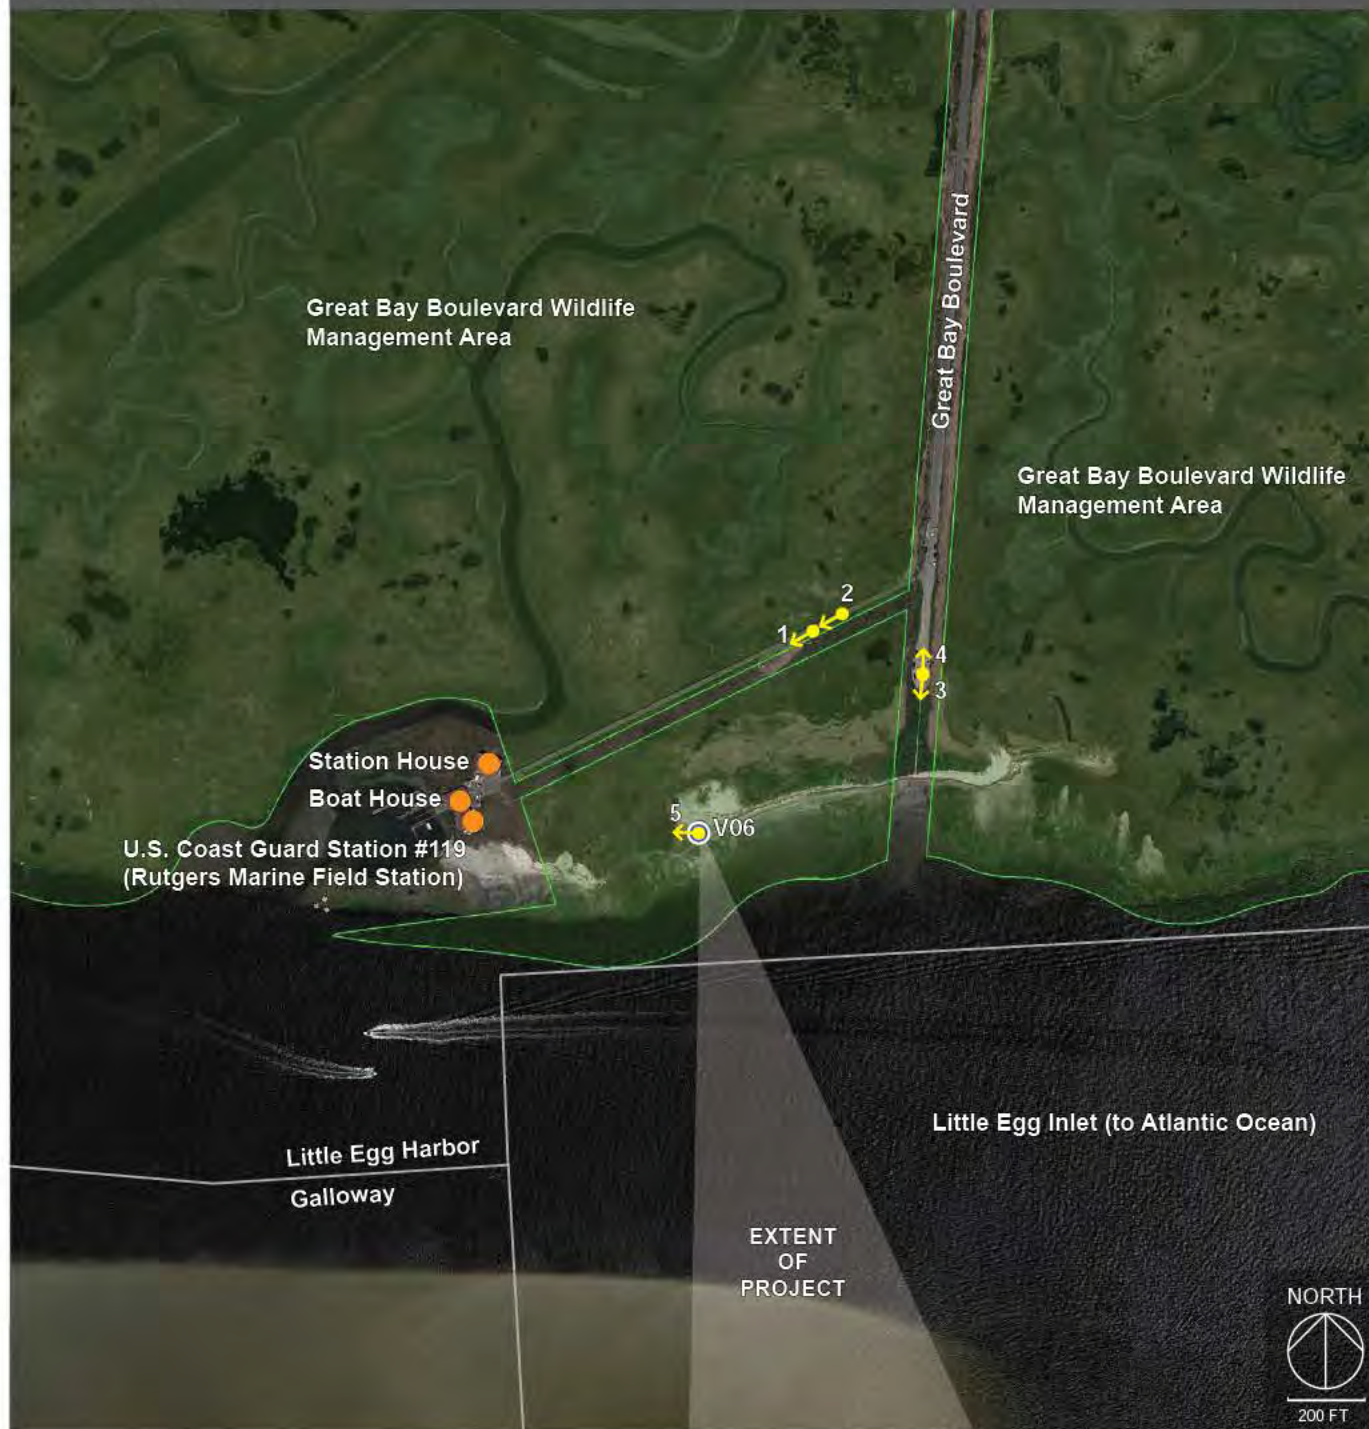 Great Bay Boulevard
Great Bay Boulevard Wildlife
Management Area
Great Bay Boulevard Wildlife
Management Area
2
1
4
3
Station House
Boat House
5
V06
U.S. Coast Guard Station #119
(Rutgers Marine Field Station)
Little Egg Inlet (to Atlantic Ocean)
Little Egg Harbor
Galloway
EXTENT
OF
PROJECT
NORTH
200 FT